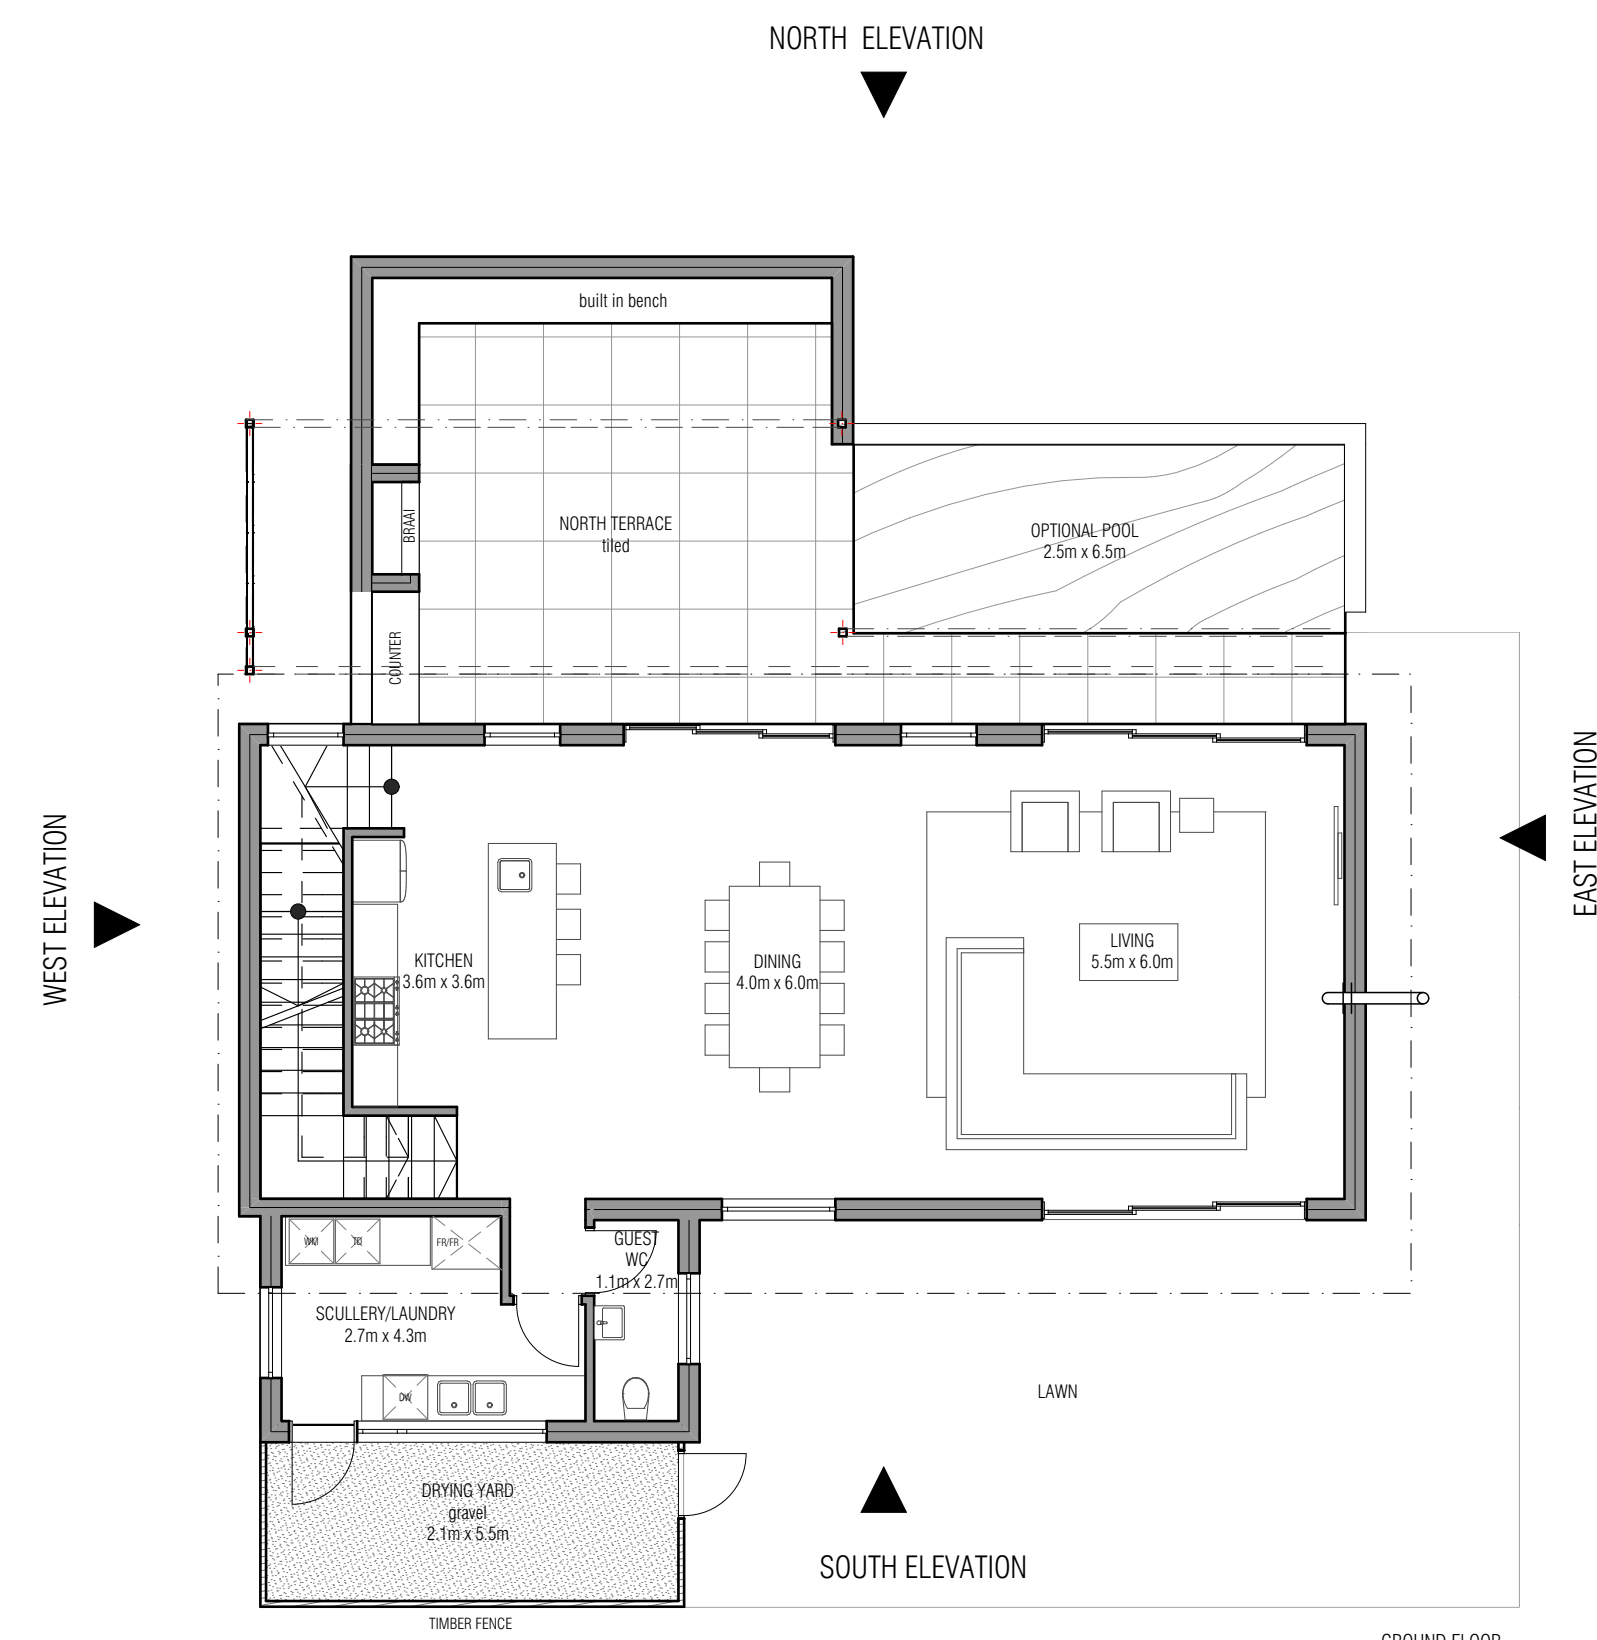 NORTH ELEVATION
built in bench
BRAAI
NORTH TERRACE
tiled
OPTIONAL POOL
2.5m x 6.5m
COUNTER
WEST ELEVATION
EAST ELEVATION
KITCHEN
3.6m x 3.6m
DINING
4.0m x 6.0m
LIVING
5.5m x 6.0m
WM
TD
FR/FR
GUEST
WC
1.1m x 2.7m
SCULLERY/LAUNDRY
2.7m x 4.3m
DW
LAWN
DRYING YARD
gravel
2.1m x 5.5m
SOUTH ELEVATION
TIMBER FENCE
GROUND FLOOR